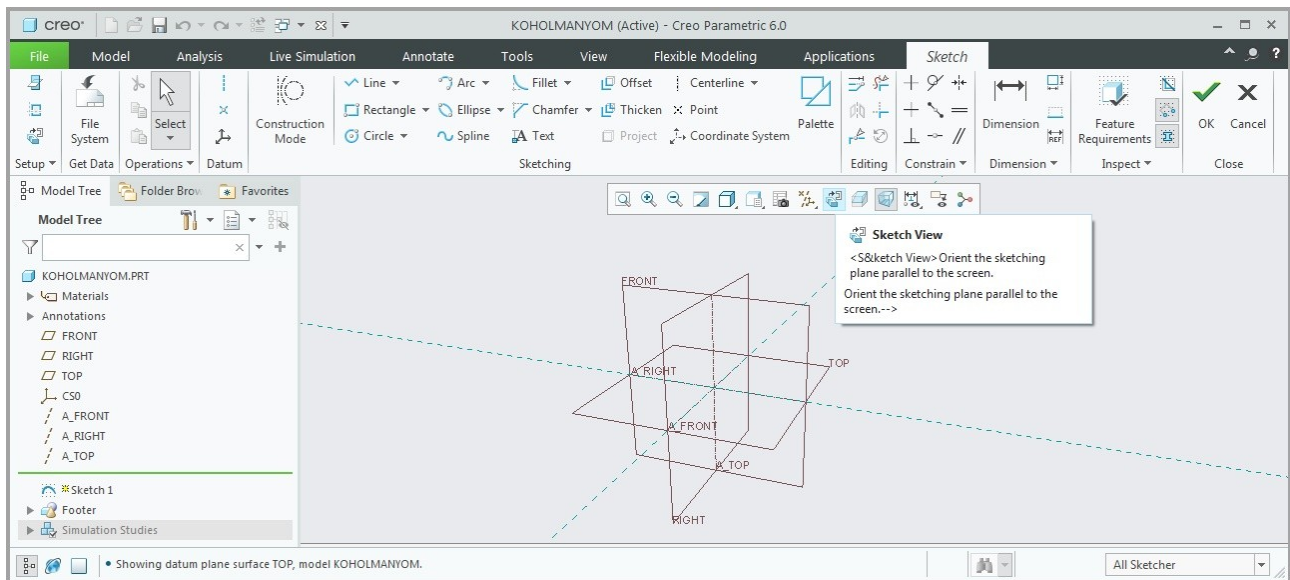 creo·
KOHOLMANYOM (Active) - Creo Parametric 6.0
File Model Analysis Live Simulation Annotate Tools View Flexible Modeling Applications Sketch
Line Arc Fillet Offset Centerline
Rectangle Ellipse Chamfer Thicken Point
Circle Spline Text Project Coordinate System
File System
Select
Construction Mode
Palette
Dimension
REF
Feature Requirements
OK Cancel
Setup Get Data Operations Datum Sketching Editing Constrain Dimension Inspect Close
Model Tree Folder Brow Favorites
Model Tree
KOHOLMANYOM.PRT
Materials
Annotations
FRONT
RIGHT
TOP
CS0
A_FRONT
A_RIGHT
A_TOP
Sketch 1
Footer
Simulation Studies
Sketch View
<S&ketch View>Orient the sketching
plane parallel to the screen.
Orient the sketching plane parallel to the
screen.-->
FRONT
TOP
A_RIGHT
A_FRONT
A_TOP
RIGHT
• Showing datum plane surface TOP, model KOHOLMANYOM.
All Sketcher